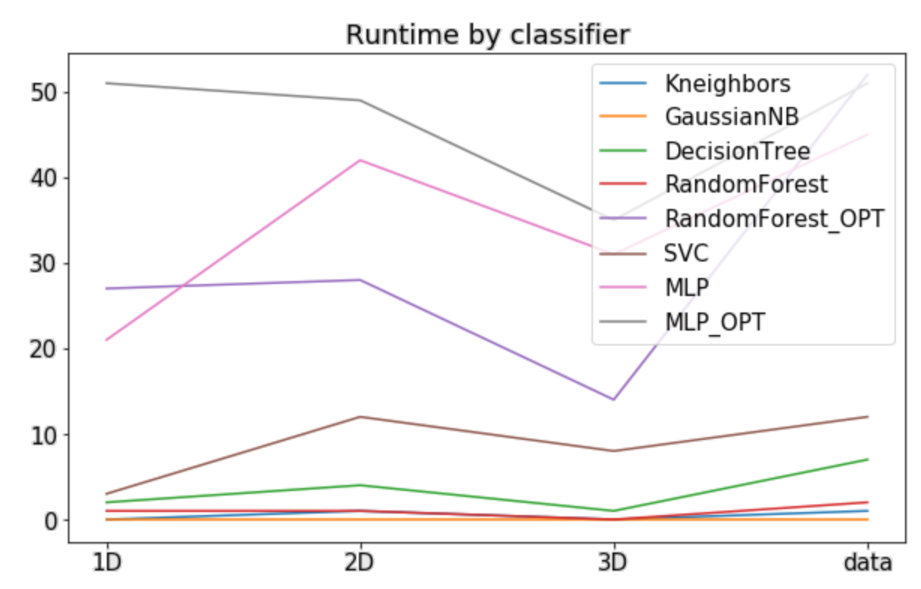 Runtime by classifier
50
40
30
20
10
0
Kneighbors
GaussianNB
DecisionTree
RandomForest
RandomForest_OPT
SVC
MLP
MLP_OPT
1D 2D 3D data